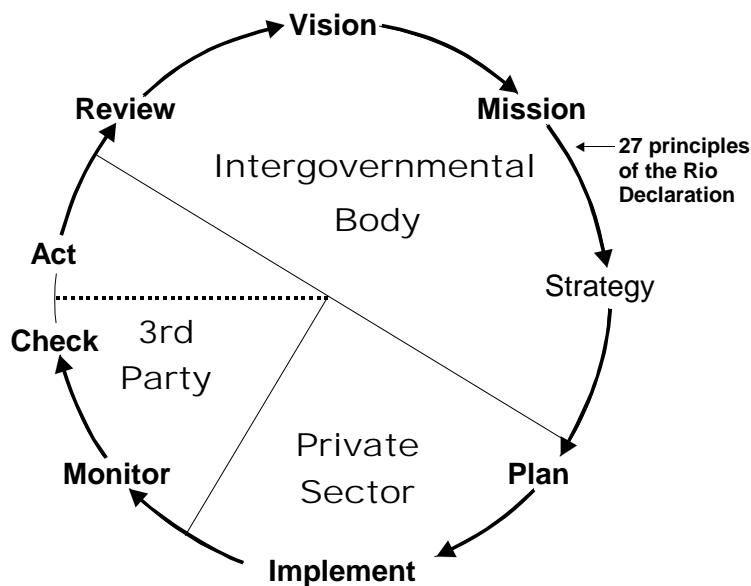 Vision
Review
Mission
27 principles
of the Rio
Declaration
Intergovernmental
Body
Act
Strategy
Check
3rd
Party
Private
Sector
Monitor
Plan
Implement